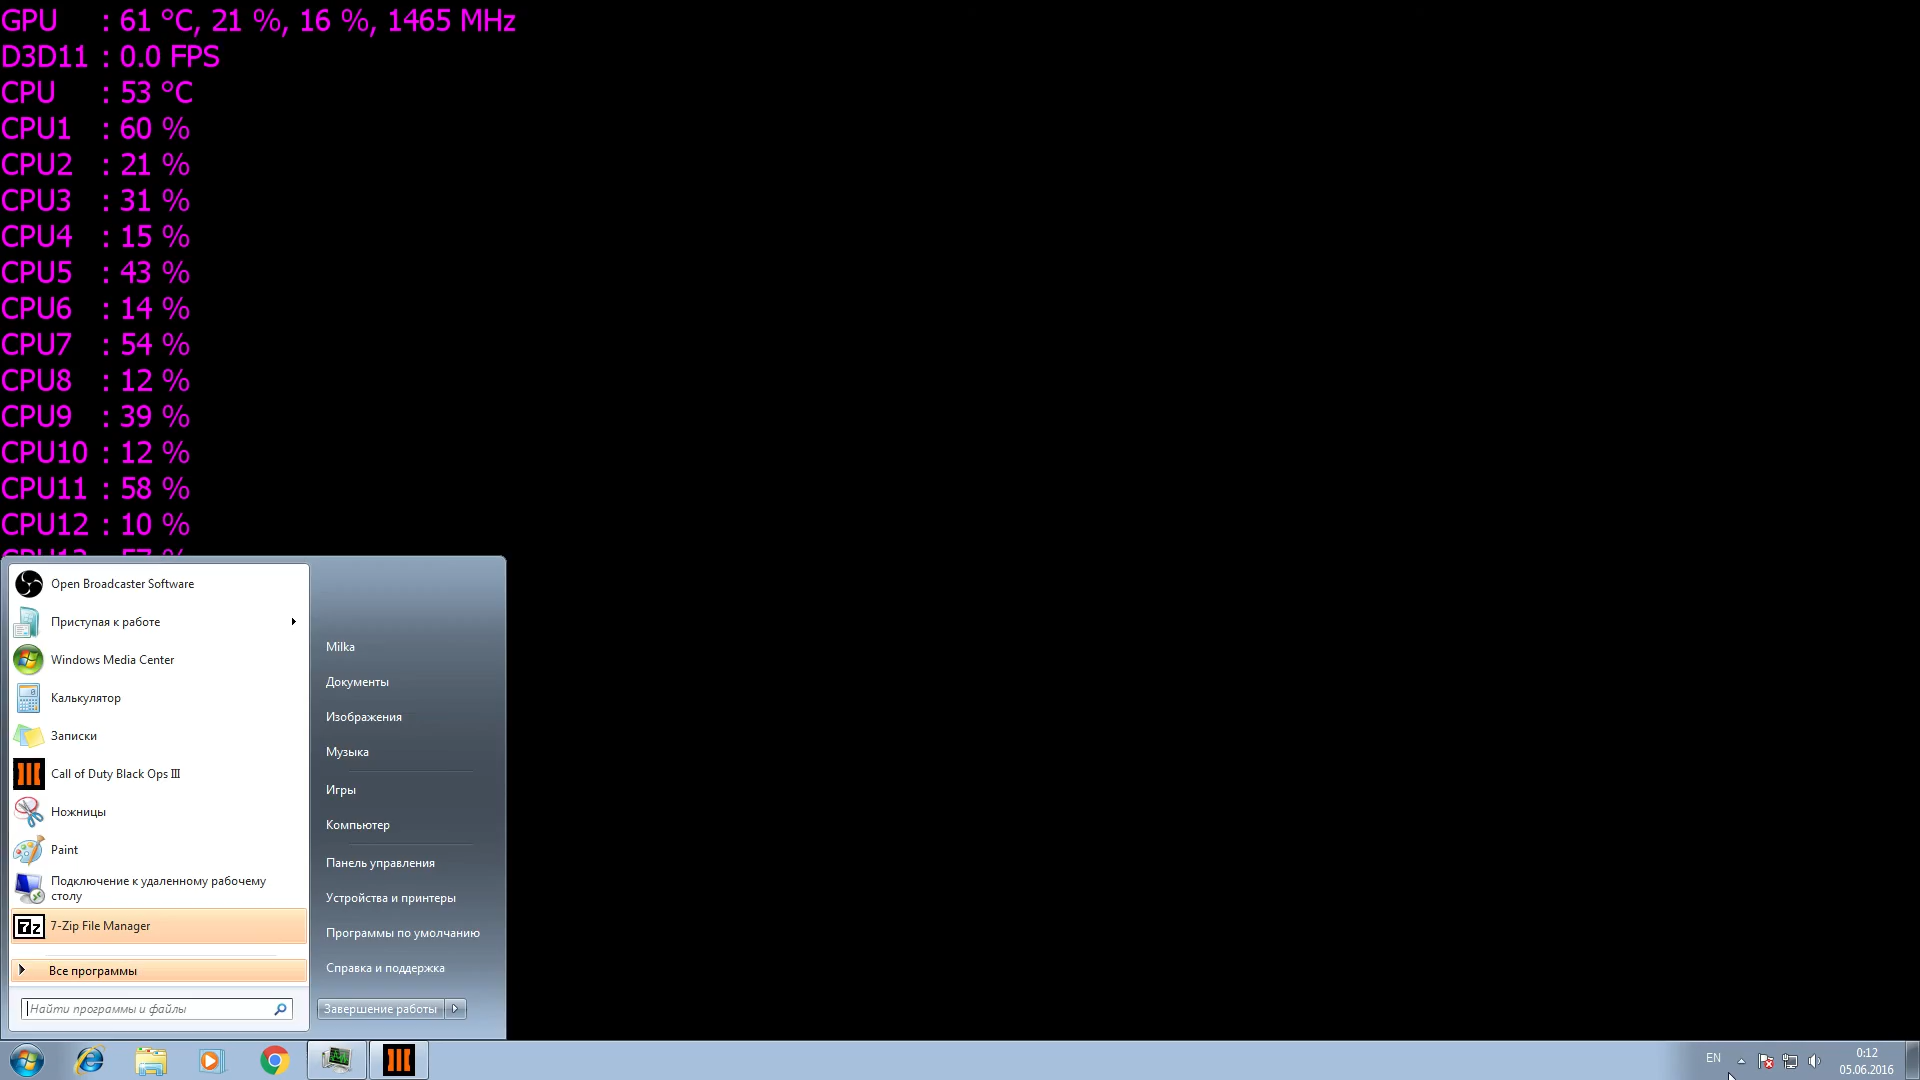 GPU : 61 °C, 21 %, 16 %, 1465 MHz
D3D11 : 0.0 FPS
CPU : 53 °C
CPU1 : 60 %
CPU2 : 21 %
CPU3 : 31 %
CPU4 : 15 %
CPU5 : 43 %
CPU6 : 14 %
CPU7 : 54 %
CPU8 : 12 %
CPU9 : 39 %
CPU10 : 12 %
CPU11 : 58 %
CPU12 : 10 %
Open Broadcaster Software
Приступая к работе
Windows Media Center
Калькулятор
Записки
Call of Duty Black Ops III
Ножницы
Paint
Подключение к удаленному рабочему
столу
7-Zip File Manager
Все программы
Найти программы и файлы
Milka
Документы
Изображения
Музыка
Игры
Компьютер
Панель управления
Устройства и принтеры
Программы по умолчанию
Справка и поддержка
Завершение работы
EN
0:12
05.06.2016